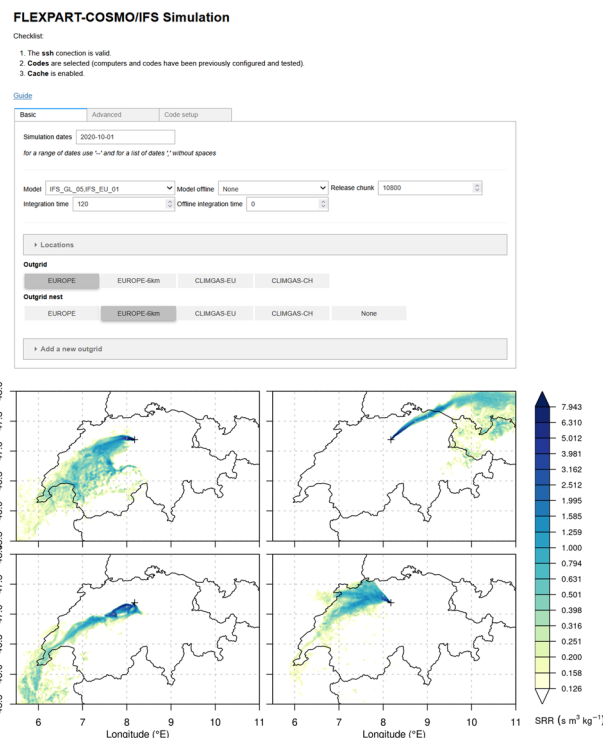 FLEXPART-COSMO/IFS Simulation
Checklist:
1. The ssh conection is valid.
2. Codes are selected (computers and codes have been previously configured and tested).
3. Cache is enabled.
Guide
Basic Advanced Code setup
Simulation dates 2020-10-01
for a range of dates use '--' and for a list of dates ',' without spaces
Model IFS_GL_05,IFS_EU_01 Model offline None Release chunk 10800
Integration time 120 Offline integration time 0
Locations
Outgrid
EUROPE EUROPE-6km CLIMGAS-EU CLIMGAS-CH
Outgrid nest
EUROPE EUROPE-6km CLIMGAS-EU CLIMGAS-CH None
Add a new outgrid
7.943
6.310
5.012
3.981
3.162
2.512
1.995
1.585
1.259
1.000
0.794
0.631
0.501
0.398
0.316
0.251
0.200
0.158
0.126
SRR (s m³ kg⁻¹)
6 7 8 9 10 11 6 7 8 9 10 11
Longitude (°E) Longitude (°E)